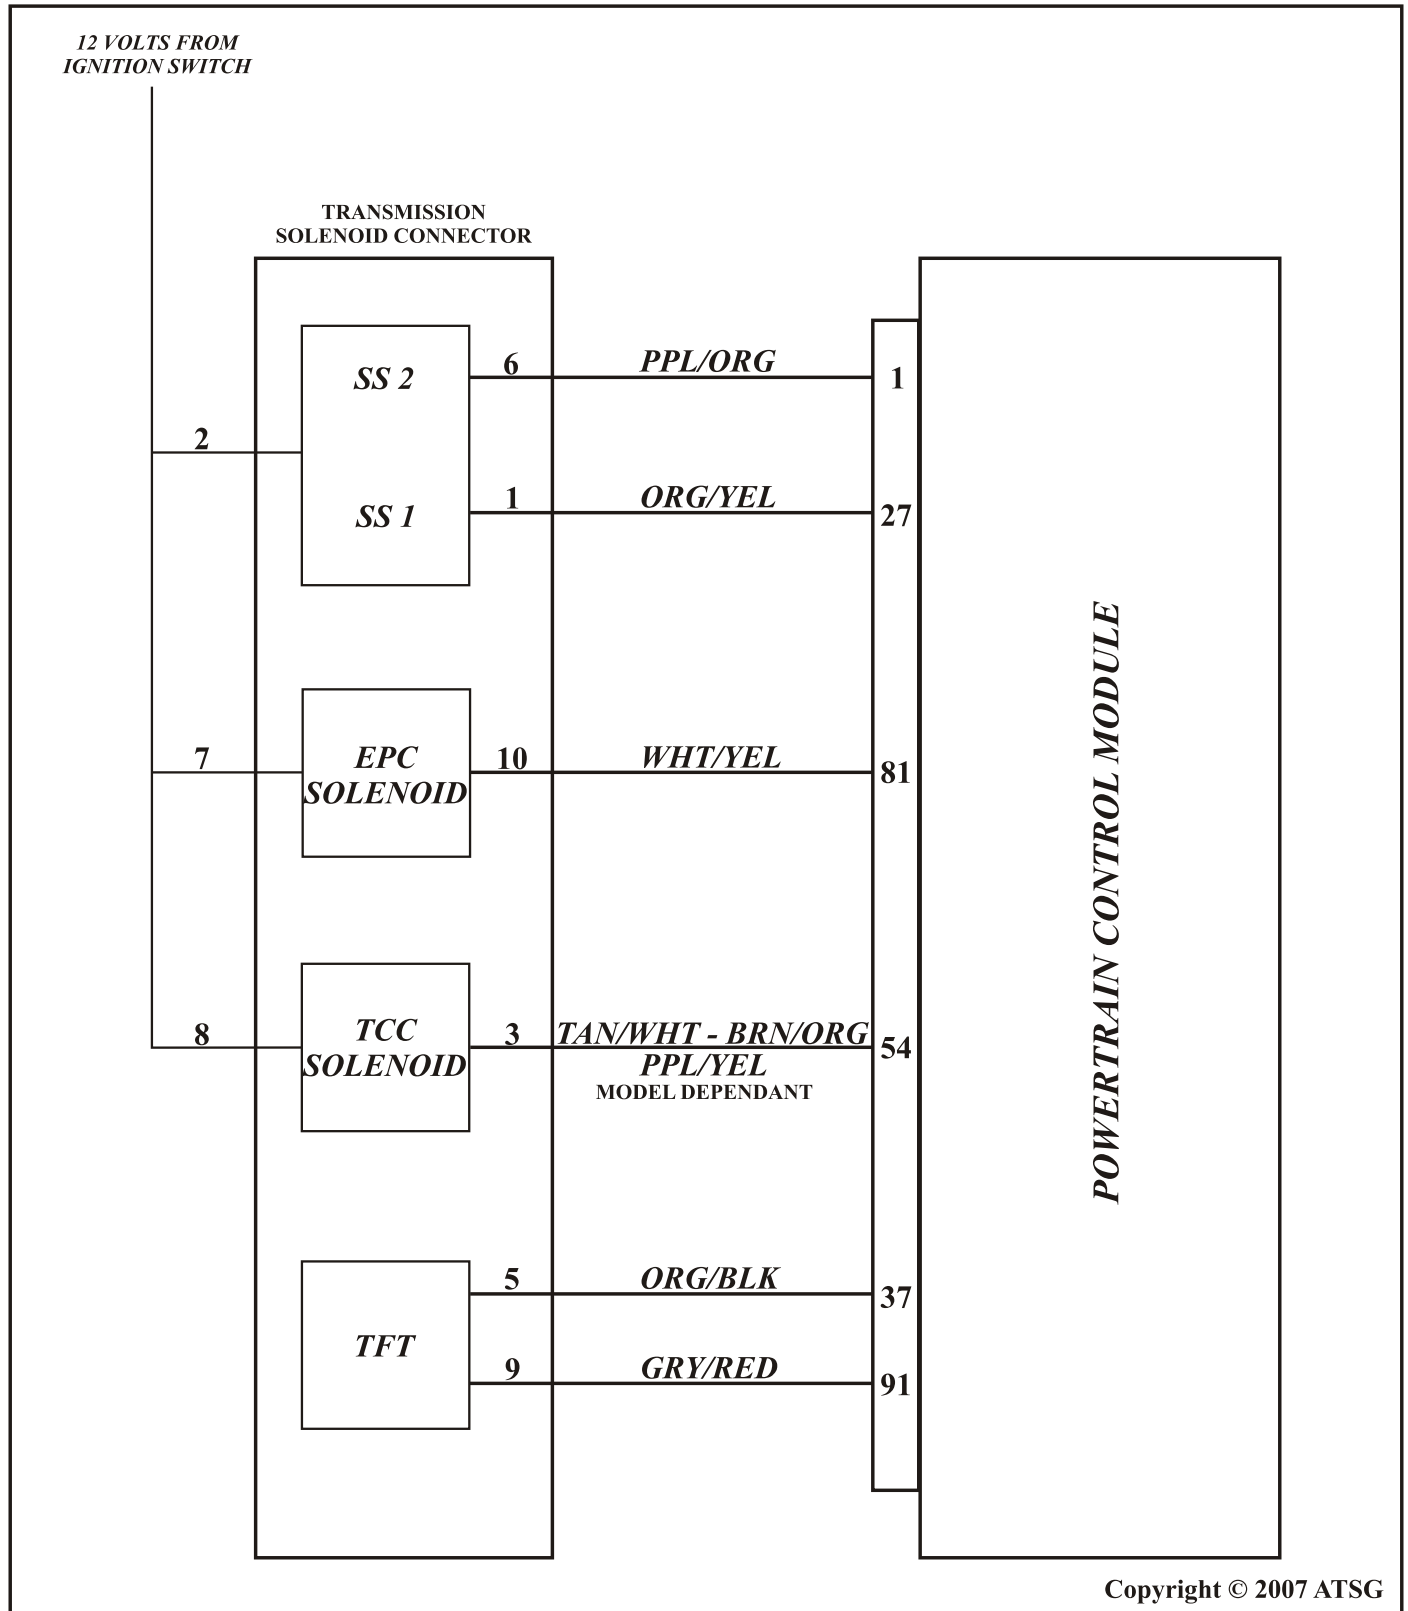 12 VOLTS FROM
IGNITION SWITCH
TRANSMISSION
SOLENOID CONNECTOR
SS 2
6
PPL/ORG
1
2
SS 1
1
ORG/YEL
27
7
EPC
SOLENOID
10
WHT/YEL
81
8
TCC
SOLENOID
3
TAN/WHT - BRN/ORG
PPL/YEL
MODEL DEPENDANT
54
TFT
5
ORG/BLK
37
9
GRY/RED
91
POWERTRAIN CONTROL MODULE
Copyright © 2007 ATSG